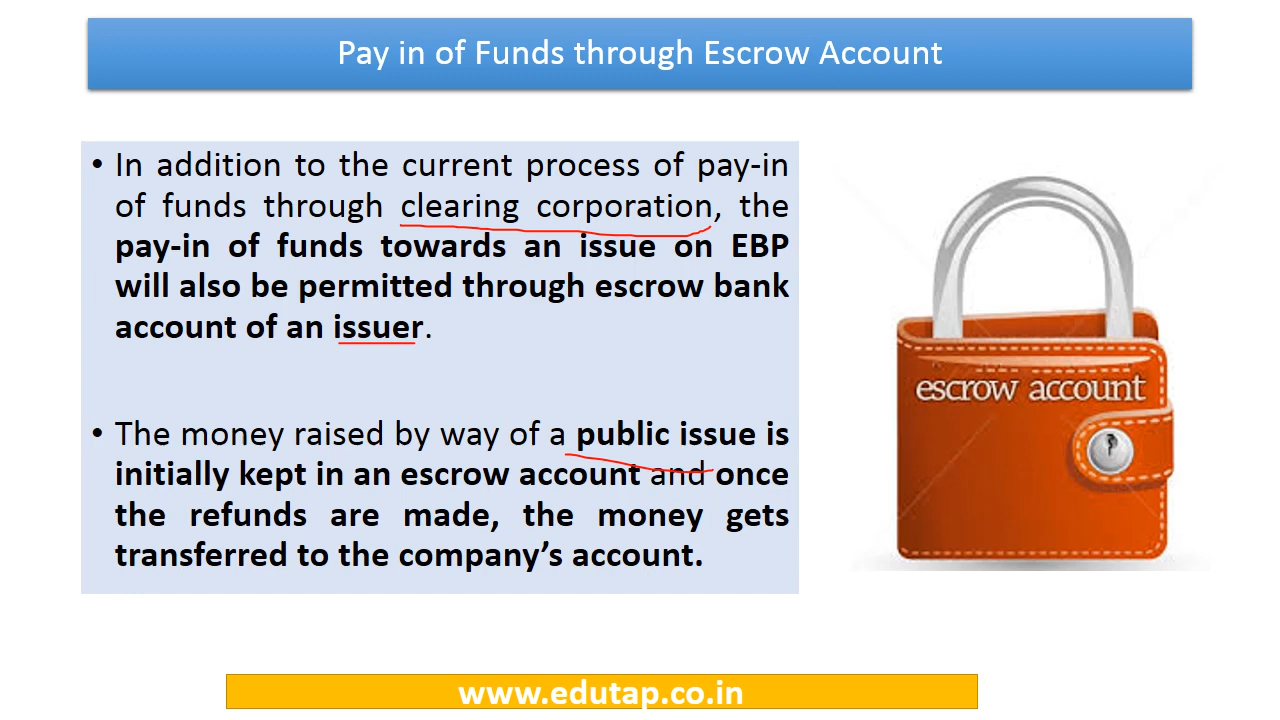 Pay in of Funds through Escrow Account
• In addition to the current process of pay-in
of funds through clearing corporation, the
pay-in of funds towards an issue on EBP
will also be permitted through escrow bank
account of an issuer.
• The money raised by way of a public issue is
initially kept in an escrow account and once
the refunds are made, the money gets
transferred to the company’s account.
escrow account
www.edutap.co.in